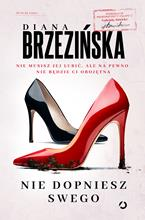 DIANA
BRZEZIŃSKA
NIE MUSISZ JEJ LUBIĆ, ALE NA PEWNO
NIE BĘDZIE CI OBOJĘTNA
NIE DOPNIESZ
SWEGO